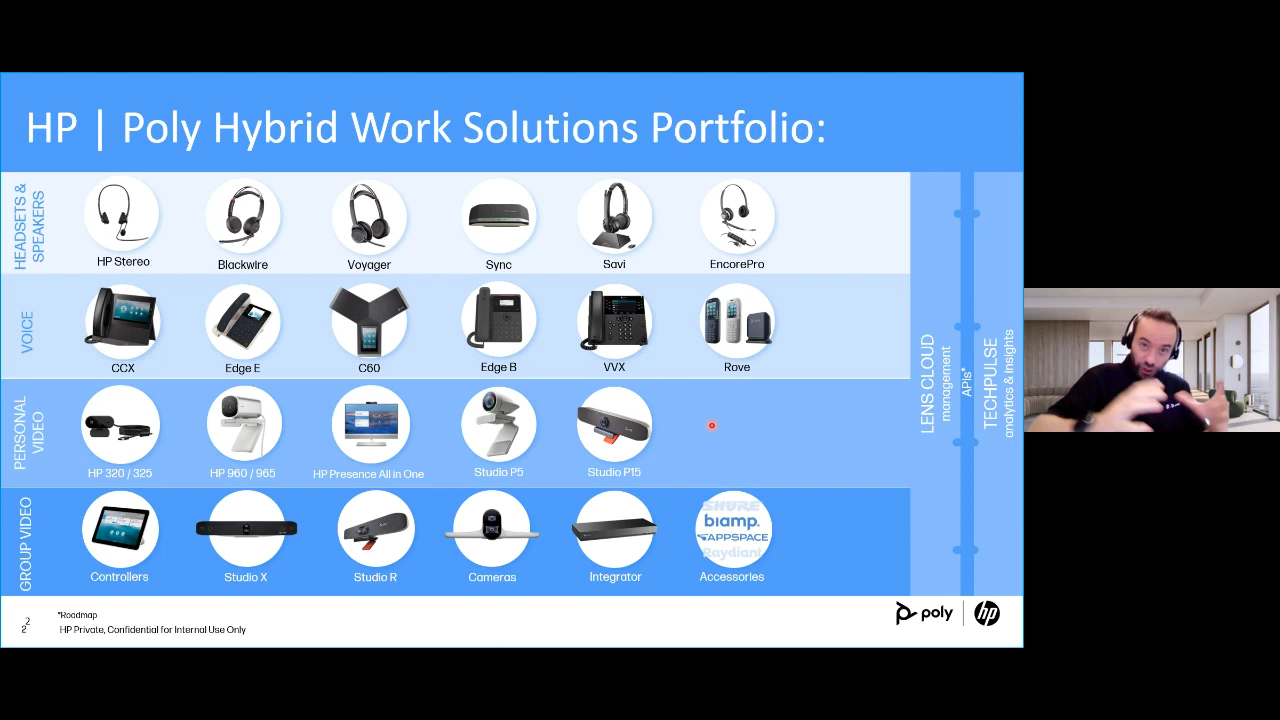 HP | Poly Hybrid Work Solutions Portfolio:
HEADSETS &
SPEAKERS
HP Stereo
Blackwire
Voyager
Sync
Savi
EncorePro
VOICE
CCX
Edge E
C60
Edge B
VVX
Rove
PERSONAL
VIDEO
HP 320 / 325
HP 960 / 965
HP Presence All in One
Studio P5
Studio P15
GROUP VIDEO
Controllers
Studio X
Studio R
Cameras
Integrator
SHURE
biamp.
APPSPACE
Raydiant
Accessories
LENS CLOUD
management
APIs*
TECHPULSE
analytics & Insights
*Roadmap
2
2
HP Private, Confidential for Internal Use Only
poly
hp